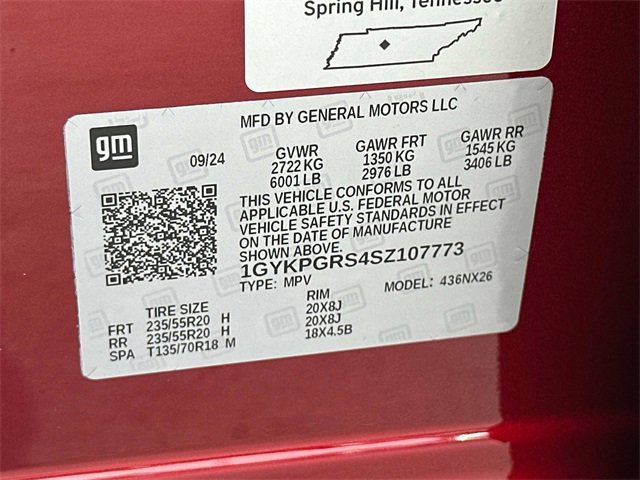 Spring Hill, Tennessee
MFD BY GENERAL MOTORS LLC
gm
09/24
GVWR GAWR FRT GAWR RR
2722 KG 1350 KG 1545 KG
6001 LB 2976 LB 3406 LB
THIS VEHICLE CONFORMS TO ALL
APPLICABLE U.S. FEDERAL MOTOR
VEHICLE SAFETY STANDARDS IN EFFECT
ON THE DATE OF MANUFACTURE
SHOWN ABOVE.
1GYKPGRS4SZ107773
TYPE: MPV MODEL: 436NX26
TIRE SIZE RIM
FRT 235/55R20 H 20X8J
RR 235/55R20 H 20X8J
SPA T135/70R18 M 18X4.5B